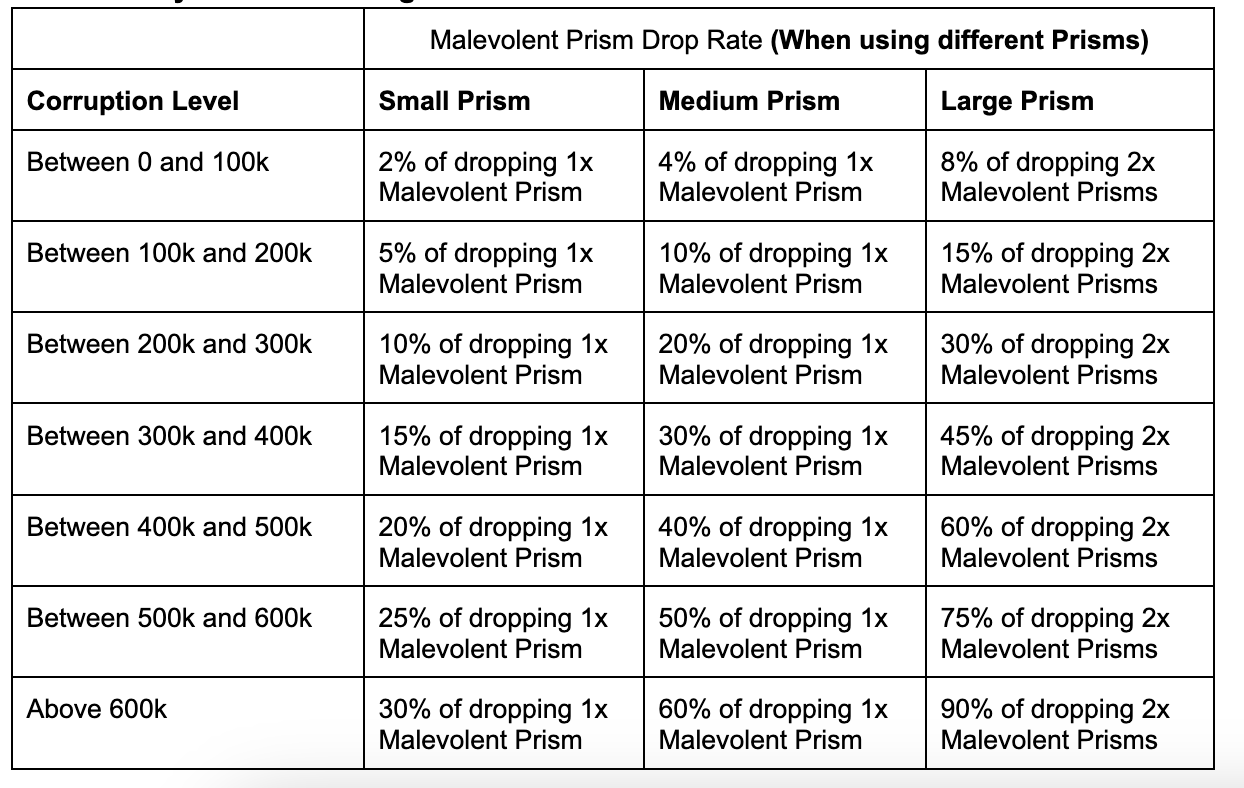 Malevolent Prism Drop Rate (When using different Prisms)
Corruption Level
Small Prism
Medium Prism
Large Prism
Between 0 and 100k
2% of dropping 1x
Malevolent Prism
4% of dropping 1x
Malevolent Prism
8% of dropping 2x
Malevolent Prisms
Between 100k and 200k
5% of dropping 1x
Malevolent Prism
10% of dropping 1x
Malevolent Prism
15% of dropping 2x
Malevolent Prisms
Between 200k and 300k
10% of dropping 1x
Malevolent Prism
20% of dropping 1x
Malevolent Prism
30% of dropping 2x
Malevolent Prisms
Between 300k and 400k
15% of dropping 1x
Malevolent Prism
30% of dropping 1x
Malevolent Prism
45% of dropping 2x
Malevolent Prisms
Between 400k and 500k
20% of dropping 1x
Malevolent Prism
40% of dropping 1x
Malevolent Prism
60% of dropping 2x
Malevolent Prisms
Between 500k and 600k
25% of dropping 1x
Malevolent Prism
50% of dropping 1x
Malevolent Prism
75% of dropping 2x
Malevolent Prisms
Above 600k
30% of dropping 1x
Malevolent Prism
60% of dropping 1x
Malevolent Prism
90% of dropping 2x
Malevolent Prisms